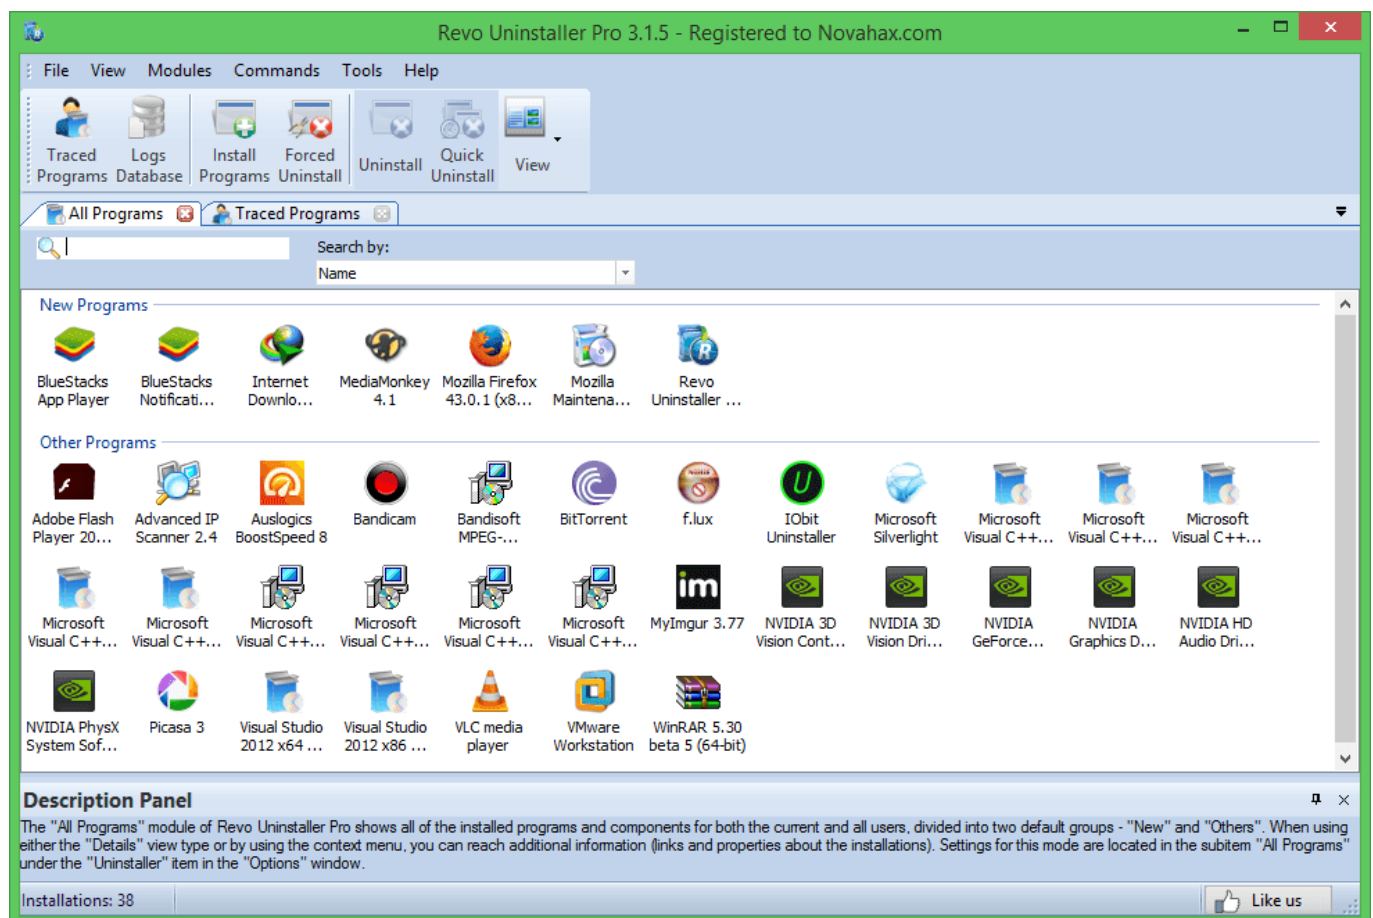 Revo Uninstaller Pro 3.1.5 - Registered to Novahax.com
File View Modules Commands Tools Help
Traced Programs
Logs Database
Install Programs
Forced Uninstall
Uninstall
Quick Uninstall
View
All Programs
Traced Programs
Search by:
Name
New Programs
BlueStacks App Player
BlueStacks Notificati...
Internet Downlo...
MediaMonkey 4.1
Mozilla Firefox 43.0.1 (x8...
Mozilla Maintena...
Revo Uninstaller ...
Other Programs
Adobe Flash Player 20...
Advanced IP Scanner 2.4
Auslogics BoostSpeed 8
Bandicam
Bandisoft MPEG-...
BitTorrent
f.lux
IObit Uninstaller
Microsoft Silverlight
Microsoft Visual C++...
Microsoft Visual C++...
Microsoft Visual C++...
Microsoft Visual C++...
Microsoft Visual C++...
Microsoft Visual C++...
Microsoft Visual C++...
Microsoft Visual C++...
Microsoft Visual C++...
im
MyImgur 3.77
NVIDIA 3D Vision Cont...
NVIDIA 3D Vision Dri...
NVIDIA GeForce...
NVIDIA Graphics D...
NVIDIA HD Audio Dri...
NVIDIA PhysX System Sof...
Picasa 3
Visual Studio 2012 x64 ...
Visual Studio 2012 x86 ...
VLC media player
VMware Workstation
WinRAR 5.30 beta 5 (64-bit)
Description Panel
The "All Programs" module of Revo Uninstaller Pro shows all of the installed programs and components for both the current and all users, divided into two default groups - "New" and "Others". When using
either the "Details" view type or by using the context menu, you can reach additional information (links and properties about the installations). Settings for this mode are located in the subitem "All Programs"
under the "Uninstaller" item in the "Options" window.
Installations: 38
Like us